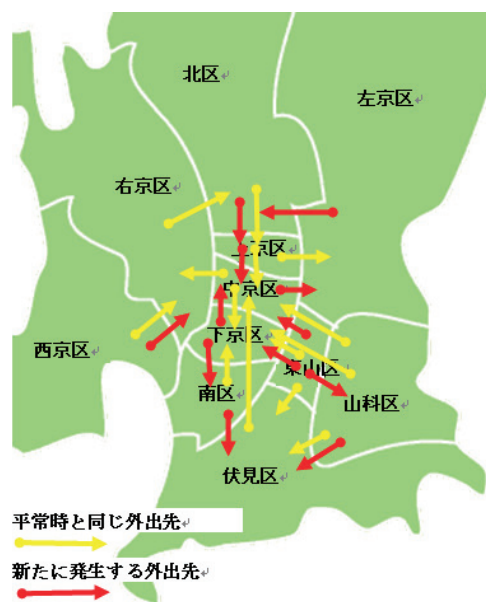 北区
左京区
右京区
上京区
中京区
下京区
西京区
東山区
南区
山科区
伏見区
平常時と同じ外出先
新たに発生する外出先